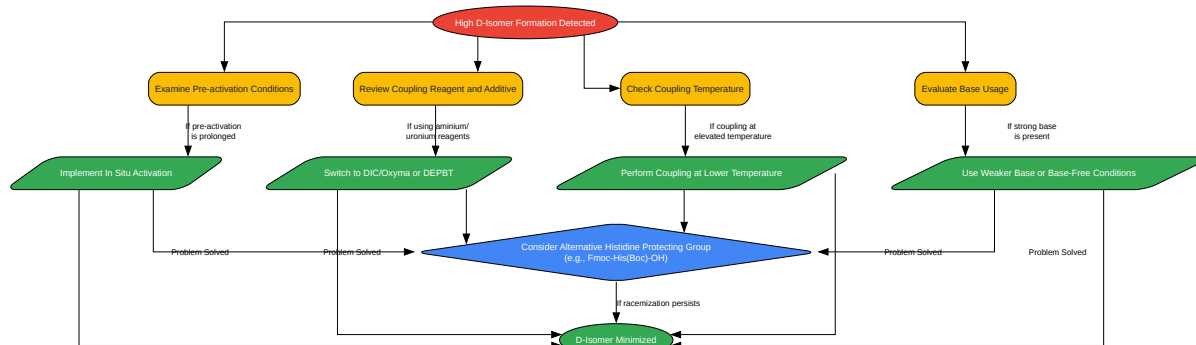 High D-Isomer Formation Detected
Examine Pre-activation Conditions
Review Coupling Reagent and Additive
Check Coupling Temperature
Evaluate Base Usage
If pre-activation
is prolonged
If using aminium/
uronium reagents
If coupling at
elevated temperature
If strong base
is present
Implement In Situ Activation
Switch to DIC/Oxyma or DEPBT
Perform Coupling at Lower Temperature
Use Weaker Base or Base-Free Conditions
Problem Solved
Problem Solved
Consider Alternative Histidine Protecting Group
(e.g., Fmoc-His(Boc)-OH)
Problem Solved
Problem Solved
If racemization persists
D-Isomer Minimized